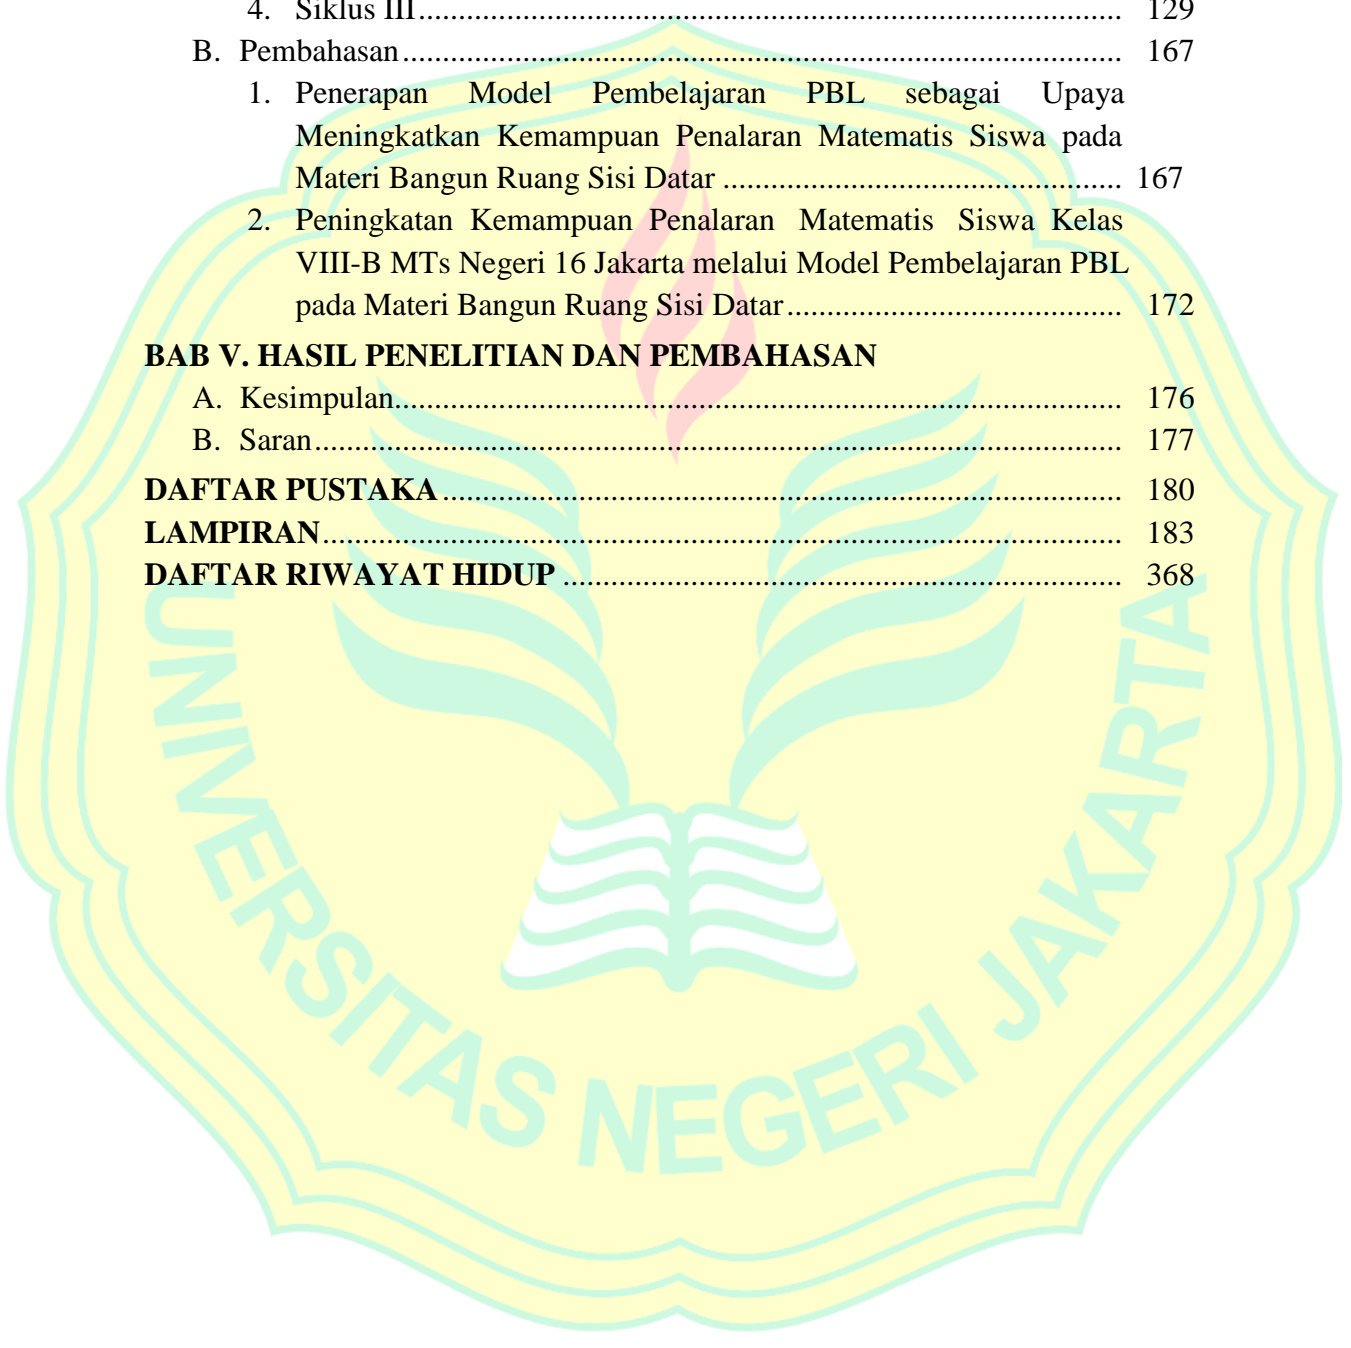 4. Siklus III........................................................................................ 129
B. Pembahasan.......................................................................................... 167
1. Penerapan Model Pembelajaran PBL sebagai Upaya
Meningkatkan Kemampuan Penalaran Matematis Siswa pada
Materi Bangun Ruang Sisi Datar .................................................. 167
2. Peningkatan Kemampuan Penalaran Matematis Siswa Kelas
VIII-B MTs Negeri 16 Jakarta melalui Model Pembelajaran PBL
pada Materi Bangun Ruang Sisi Datar.......................................... 172
BAB V. HASIL PENELITIAN DAN PEMBAHASAN
A. Kesimpulan........................................................................................... 176
B. Saran..................................................................................................... 177
DAFTAR PUSTAKA..................................................................................... 180
LAMPIRAN.................................................................................................... 183
DAFTAR RIWAYAT HIDUP ...................................................................... 368
UNIVERSITAS NEGERI JAKARTA